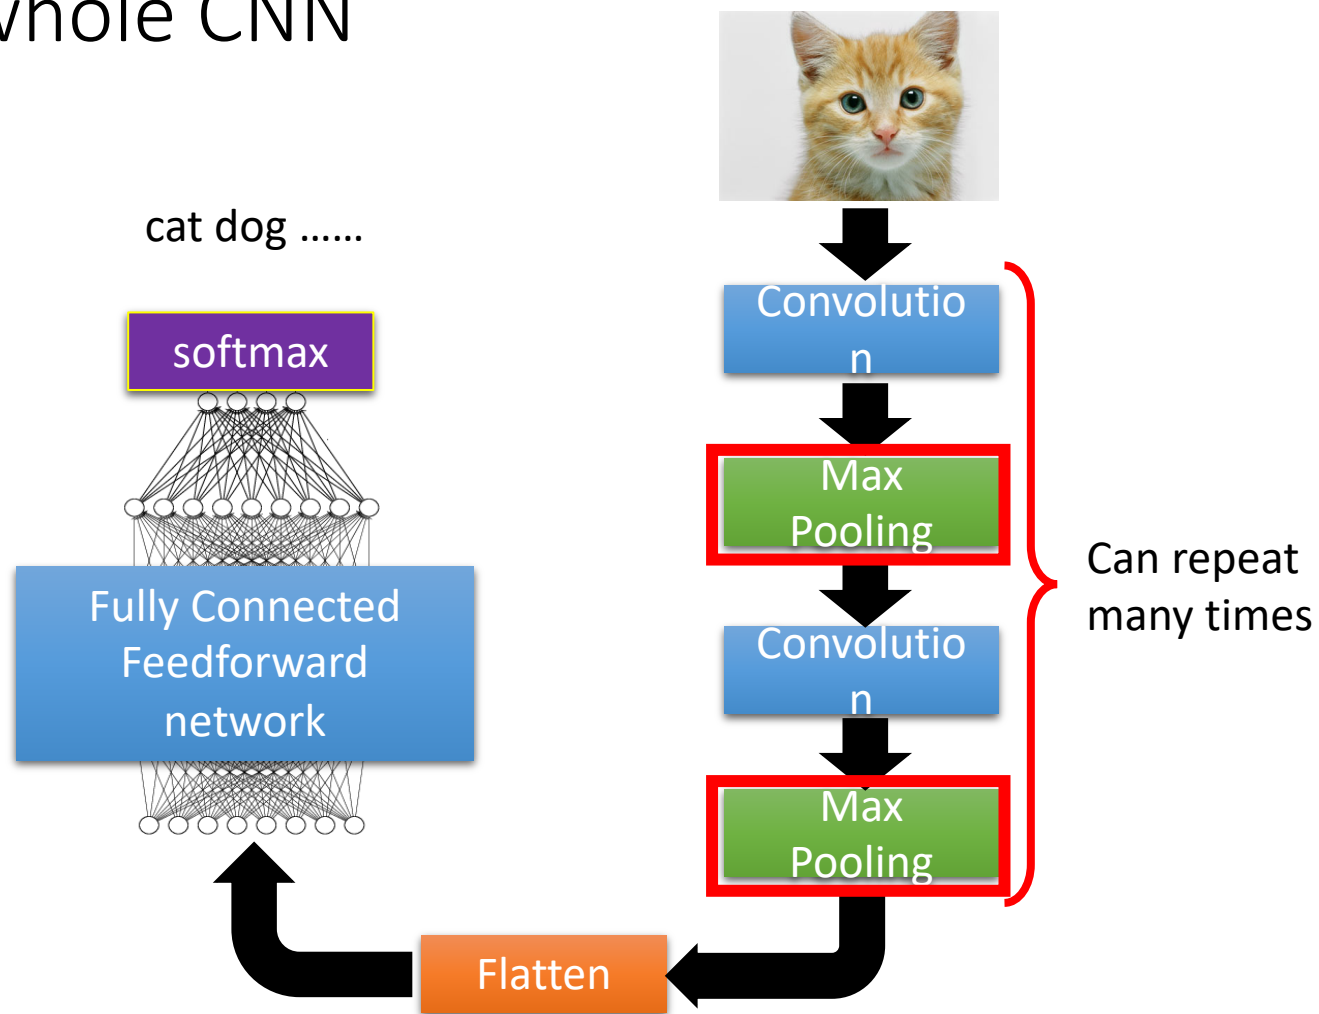 whole CNN
cat dog ……
softmax
Fully Connected
Feedforward
network
Convolutio
n
Max
Pooling
Convolutio
n
Max
Pooling
Can repeat
many times
Flatten